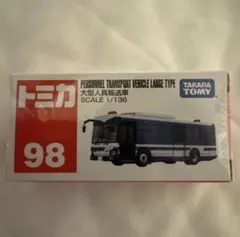 トミカ
98
PERSONNEL TRANSPORT VEHICLE LARGE TYPE
大型人員輸送車
SCALE 1/136
TAKARA
TOMY